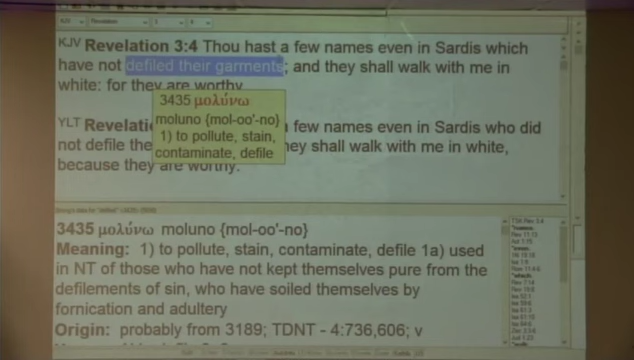 KJV Revelation 3:4 Thou hast a few names even in Sardis which
have not defiled their garments; and they shall walk with me in
white: for they are worthy
3435 μολύνω
moluno {mol-oo'-no}
1) to pollute, stain,
contaminate, defile
YLT Revelati a few names even in Sardis who did
not defile the hey shall walk with me in white,
because they are worthy.
3435 μολύνω moluno {mol-oo'-no}
Meaning: 1) to pollute, stain, contaminate, defile 1a) used
in NT of those who have not kept themselves pure from the
defilements of sin, who have soiled themselves by
fornication and adultery
Origin: probably from 3189; TDNT - 4:736,606; v